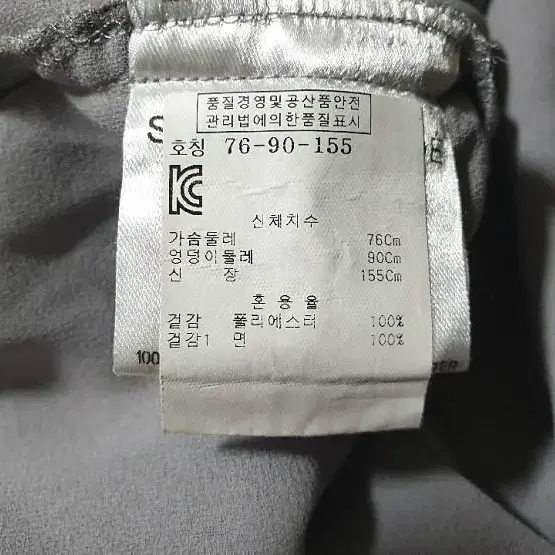 품질경영및공산품안전
관리법에의한품질표시
호칭 76-90-155
신체치수
가슴둘레 76Cm
엉덩이둘레 90Cm
신 장 155Cm
혼용율
겉감 폴리에스터 100%
겉감1 면 100%
100